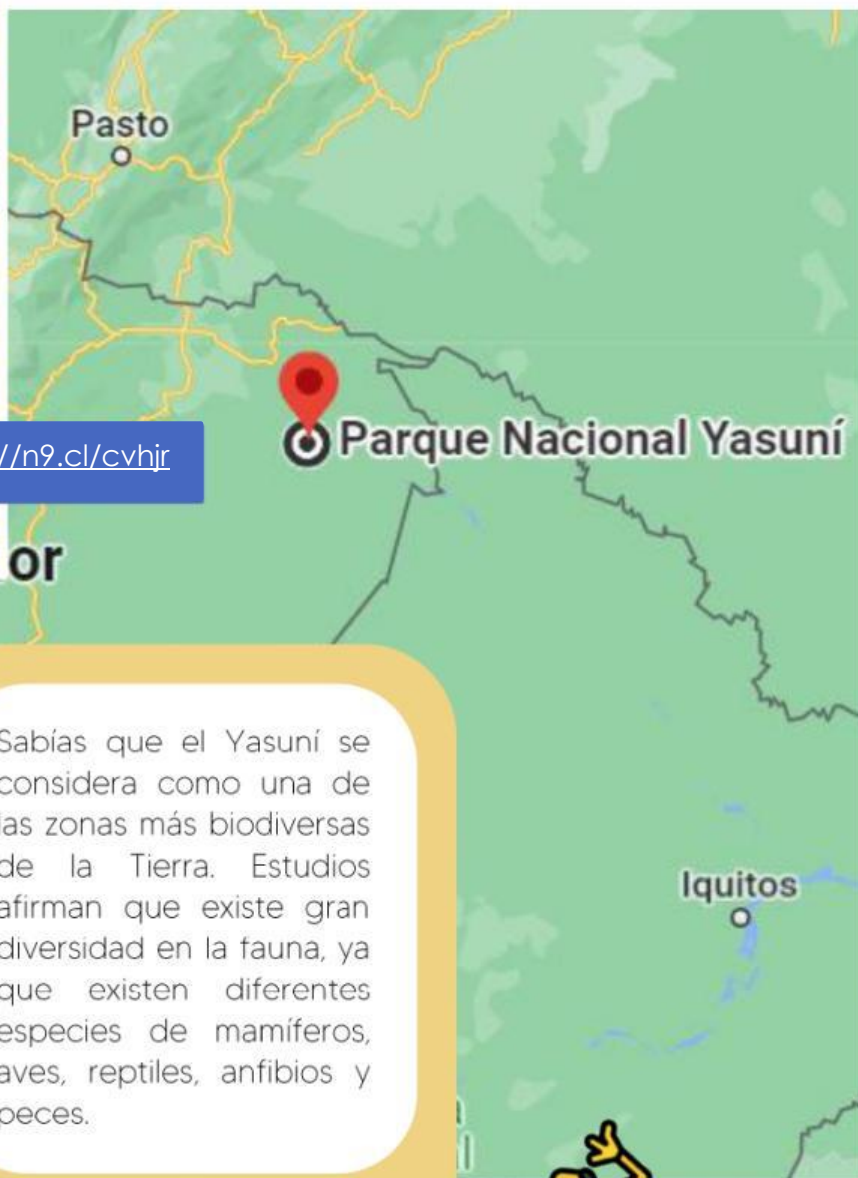 Pasto
//n9.cl/cvhjr
Parque Nacional Yasuní
or
Sabías que el Yasuní se
considera como una de
las zonas más biodiversas
de la Tierra. Estudios
afirman que existe gran
diversidad en la fauna, ya
que existen diferentes
especies de mamíferos,
aves, reptiles, anfibios y
peces.
Iquitos